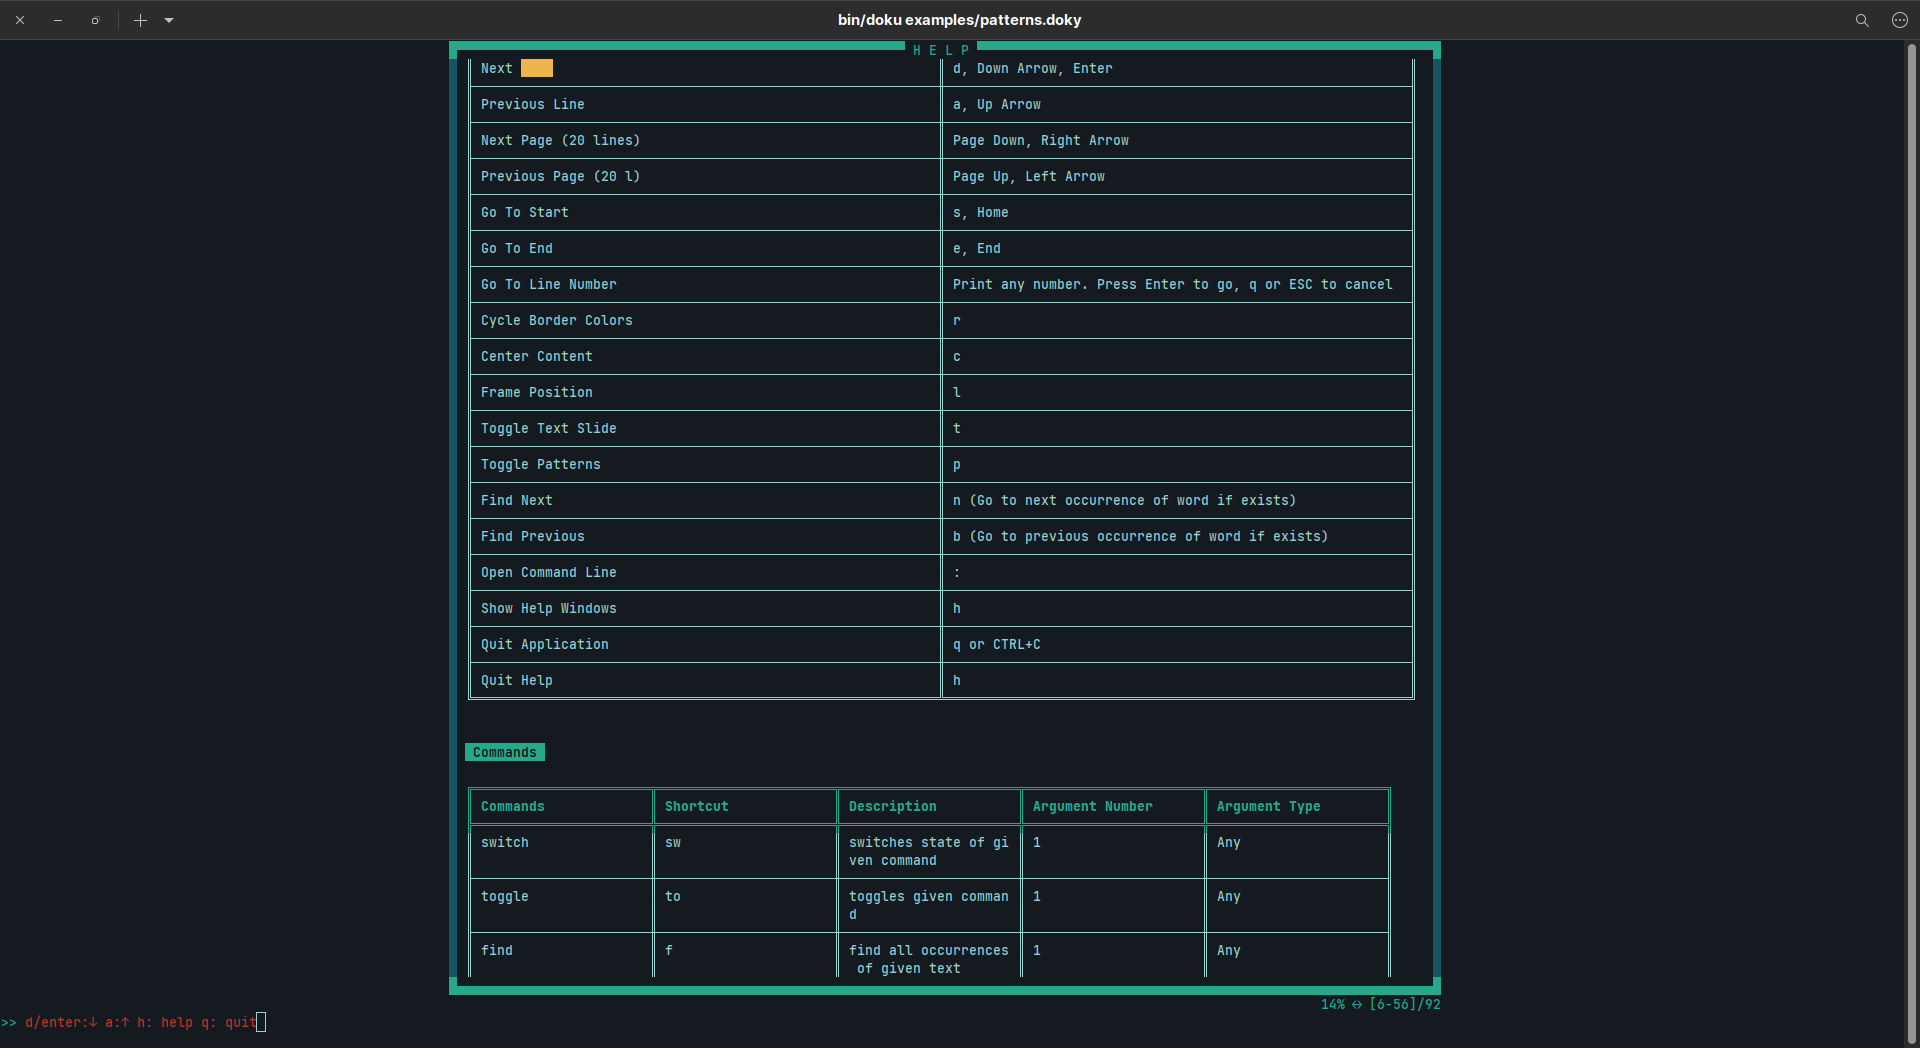 bin/doku examples/patterns.doky
H E L P
Next d, Down Arrow, Enter
Previous Line a, Up Arrow
Next Page (20 lines) Page Down, Right Arrow
Previous Page (20 l) Page Up, Left Arrow
Go To Start s, Home
Go To End e, End
Go To Line Number Print any number. Press Enter to go, q or ESC to cancel
Cycle Border Colors r
Center Content c
Frame Position l
Toggle Text Slide t
Toggle Patterns p
Find Next n (Go to next occurrence of word if exists)
Find Previous b (Go to previous occurrence of word if exists)
Open Command Line :
Show Help Windows h
Quit Application q or CTRL+C
Quit Help h
Commands
Commands Shortcut Description Argument Number Argument Type
switch sw switches state of gi 1 Any
ven command
toggle to toggles given comman 1 Any
d
find f find all occurrences 1 Any
of given text
14% ↔ [6-56]/92
>> d/enter:↓ a:↑ h: help q: quit